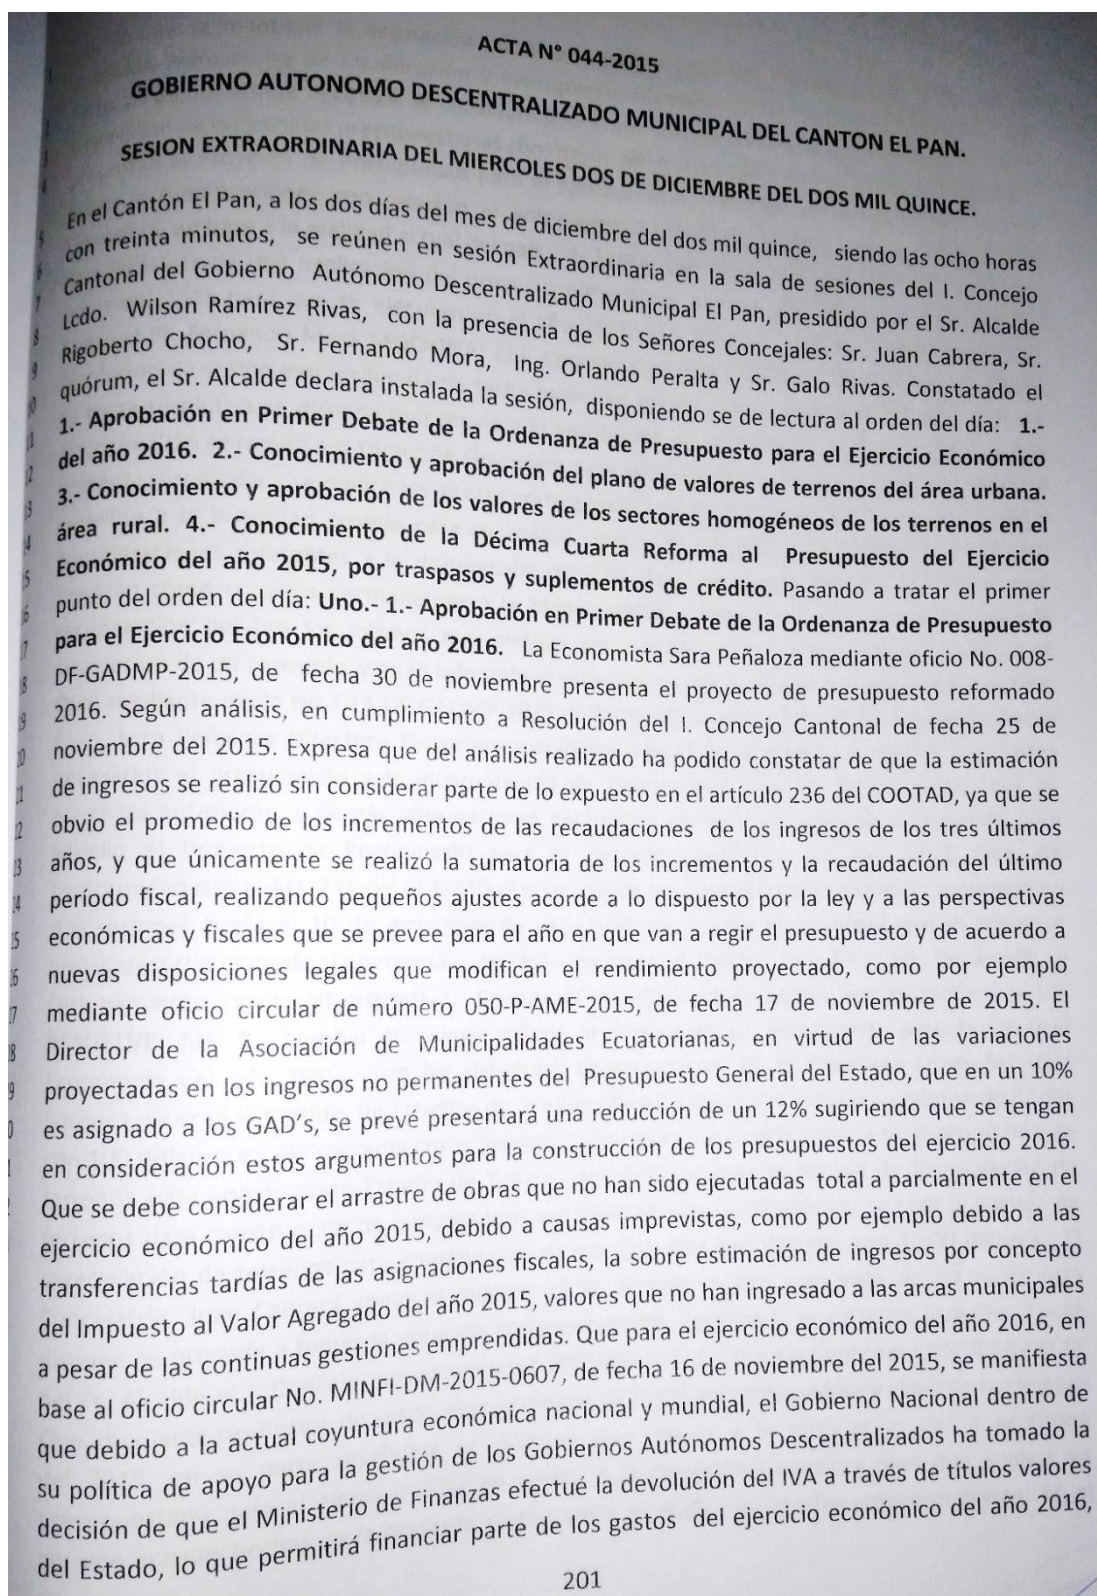 ACTA N° 044-2015
GOBIERNO AUTONOMO DESCENTRALIZADO MUNICIPAL DEL CANTON EL PAN.
SESION EXTRAORDINARIA DEL MIERCOLES DOS DE DICIEMBRE DEL DOS MIL QUINCE.
En el Cantón El Pan, a los dos días del mes de diciembre del dos mil quince, siendo las ocho horas
con treinta minutos, se reúnen en sesión Extraordinaria en la sala de sesiones del I. Concejo
Cantonal del Gobierno Autónomo Descentralizado Municipal El Pan, presidido por el Sr. Alcalde
Lcdo. Wilson Ramírez Rivas, con la presencia de los Señores Concejales: Sr. Juan Cabrera, Sr.
Rigoberto Chocho, Sr. Fernando Mora, Ing. Orlando Peralta y Sr. Galo Rivas. Constatado el
quórum, el Sr. Alcalde declara instalada la sesión, disponiendo se de lectura al orden del día: 1.-
1.- Aprobación en Primer Debate de la Ordenanza de Presupuesto para el Ejercicio Económico
del año 2016. 2.- Conocimiento y aprobación del plano de valores de terrenos del área urbana.
3.- Conocimiento y aprobación de los valores de los sectores homogéneos de los terrenos en el
área rural. 4.- Conocimiento de la Décima Cuarta Reforma al Presupuesto del Ejercicio
Económico del año 2015, por traspasos y suplementos de crédito. Pasando a tratar el primer
punto del orden del día: Uno.- 1.- Aprobación en Primer Debate de la Ordenanza de Presupuesto
para el Ejercicio Económico del año 2016. La Economista Sara Peñaloza mediante oficio No. 008-
DF-GADMP-2015, de fecha 30 de noviembre presenta el proyecto de presupuesto reformado
2016. Según análisis, en cumplimiento a Resolución del I. Concejo Cantonal de fecha 25 de
noviembre del 2015. Expresa que del análisis realizado ha podido constatar de que la estimación
de ingresos se realizó sin considerar parte de lo expuesto en el artículo 236 del COOTAD, ya que se
obvio el promedio de los incrementos de las recaudaciones de los ingresos de los tres últimos
años, y que únicamente se realizó la sumatoria de los incrementos y la recaudación del último
período fiscal, realizando pequeños ajustes acorde a lo dispuesto por la ley y a las perspectivas
económicas y fiscales que se prevee para el año en que van a regir el presupuesto y de acuerdo a
nuevas disposiciones legales que modifican el rendimiento proyectado, como por ejemplo
mediante oficio circular de número 050-P-AME-2015, de fecha 17 de noviembre de 2015. El
Director de la Asociación de Municipalidades Ecuatorianas, en virtud de las variaciones
proyectadas en los ingresos no permanentes del Presupuesto General del Estado, que en un 10%
es asignado a los GAD's, se prevé presentará una reducción de un 12% sugiriendo que se tengan
en consideración estos argumentos para la construcción de los presupuestos del ejercicio 2016.
Que se debe considerar el arrastre de obras que no han sido ejecutadas total a parcialmente en el
ejercicio económico del año 2015, debido a causas imprevistas, como por ejemplo debido a las
transferencias tardías de las asignaciones fiscales, la sobre estimación de ingresos por concepto
del Impuesto al Valor Agregado del año 2015, valores que no han ingresado a las arcas municipales
a pesar de las continuas gestiones emprendidas. Que para el ejercicio económico del año 2016, en
base al oficio circular No. MINFI-DM-2015-0607, de fecha 16 de noviembre del 2015, se manifiesta
que debido a la actual coyuntura económica nacional y mundial, el Gobierno Nacional dentro de
su política de apoyo para la gestión de los Gobiernos Autónomos Descentralizados ha tomado la
decisión de que el Ministerio de Finanzas efectué la devolución del IVA a través de títulos valores
del Estado, lo que permitirá financiar parte de los gastos del ejercicio económico del año 2016,
201